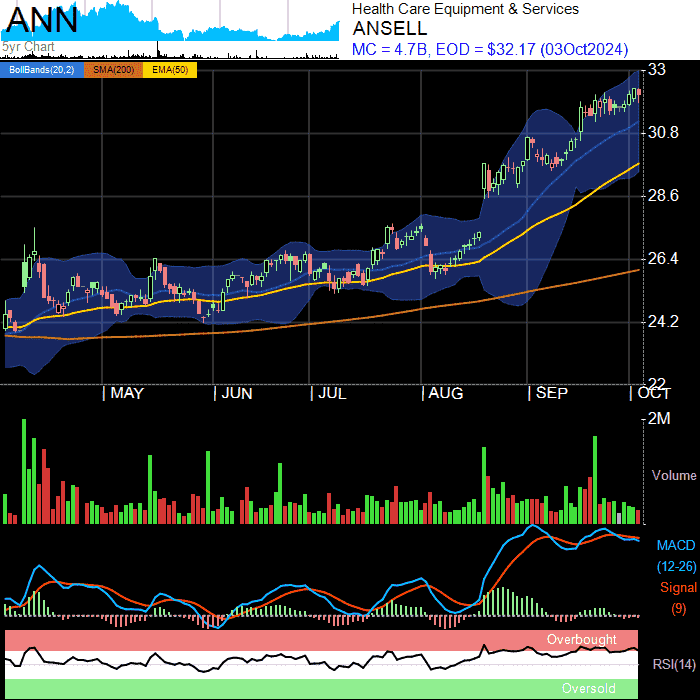 ANN
5yr Chart
Health Care Equipment & Services
ANSELL
MC = 4.7B, EOD = $32.17 (03Oct2024)
BollBands(20,2) SMA(200) EMA(50)
33
30.8
28.6
26.4
24.2
22
MAY JUN JUL AUG SEP OCT
2M
Volume
MACD
(12-26)
Signal
(9)
Overbought
RSI(14)
Oversold